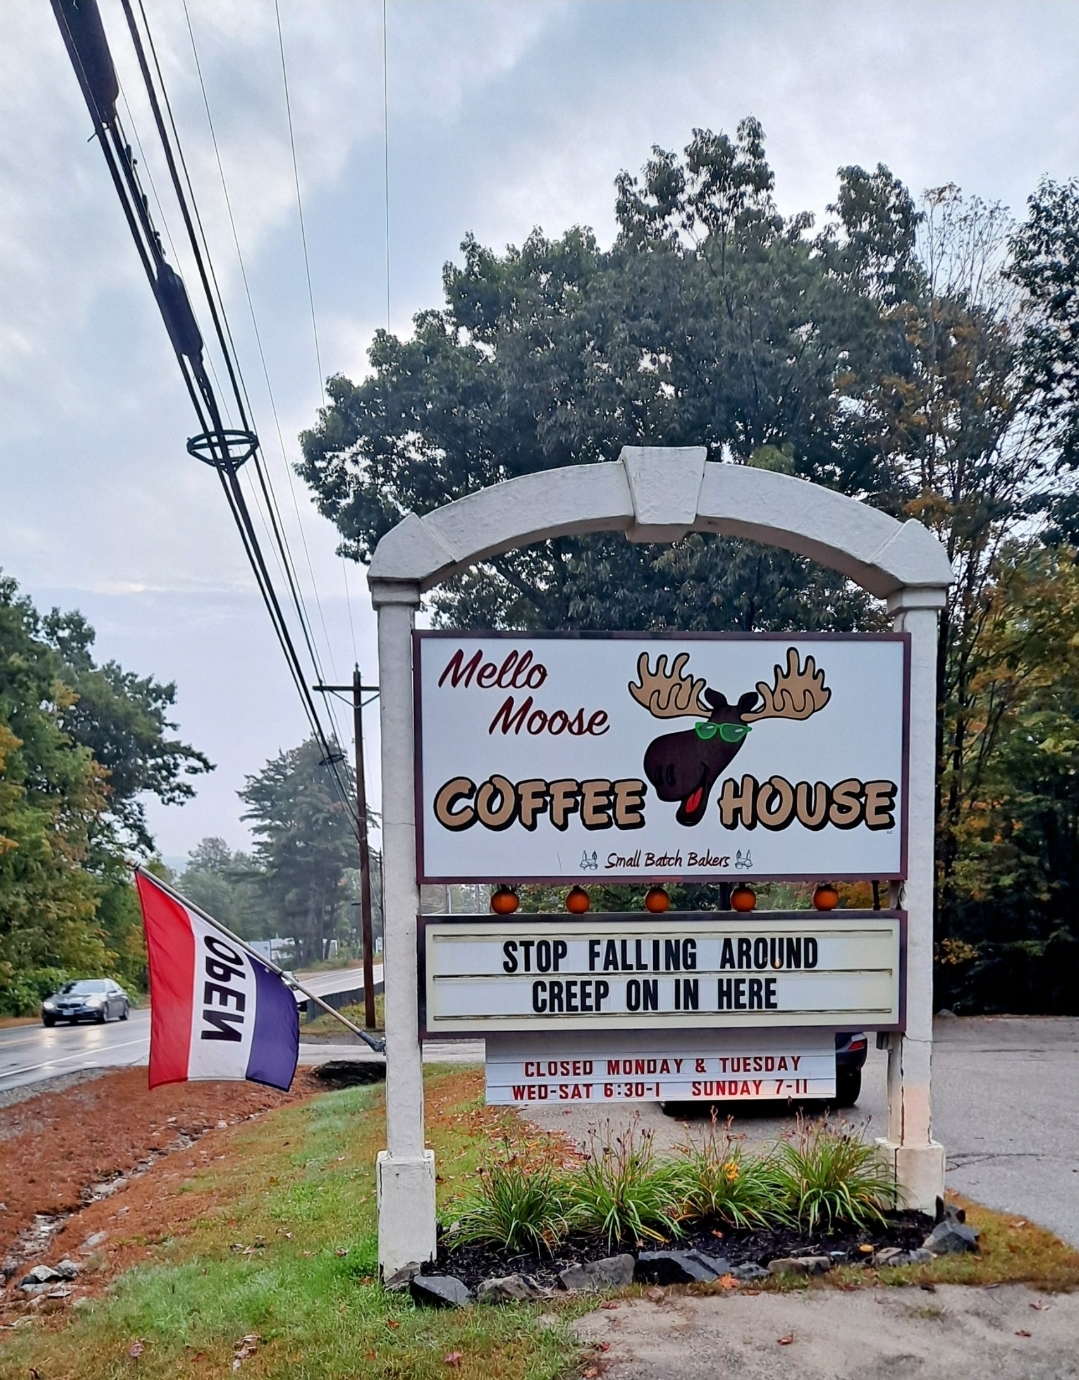 Mello
Moose
COFFEE HOUSE
Small Batch Bakers
STOP FALLING AROUND
CREEP ON IN HERE
CLOSED MONDAY & TUESDAY
WED-SAT 6:30-1 SUNDAY 7-11
OPEN